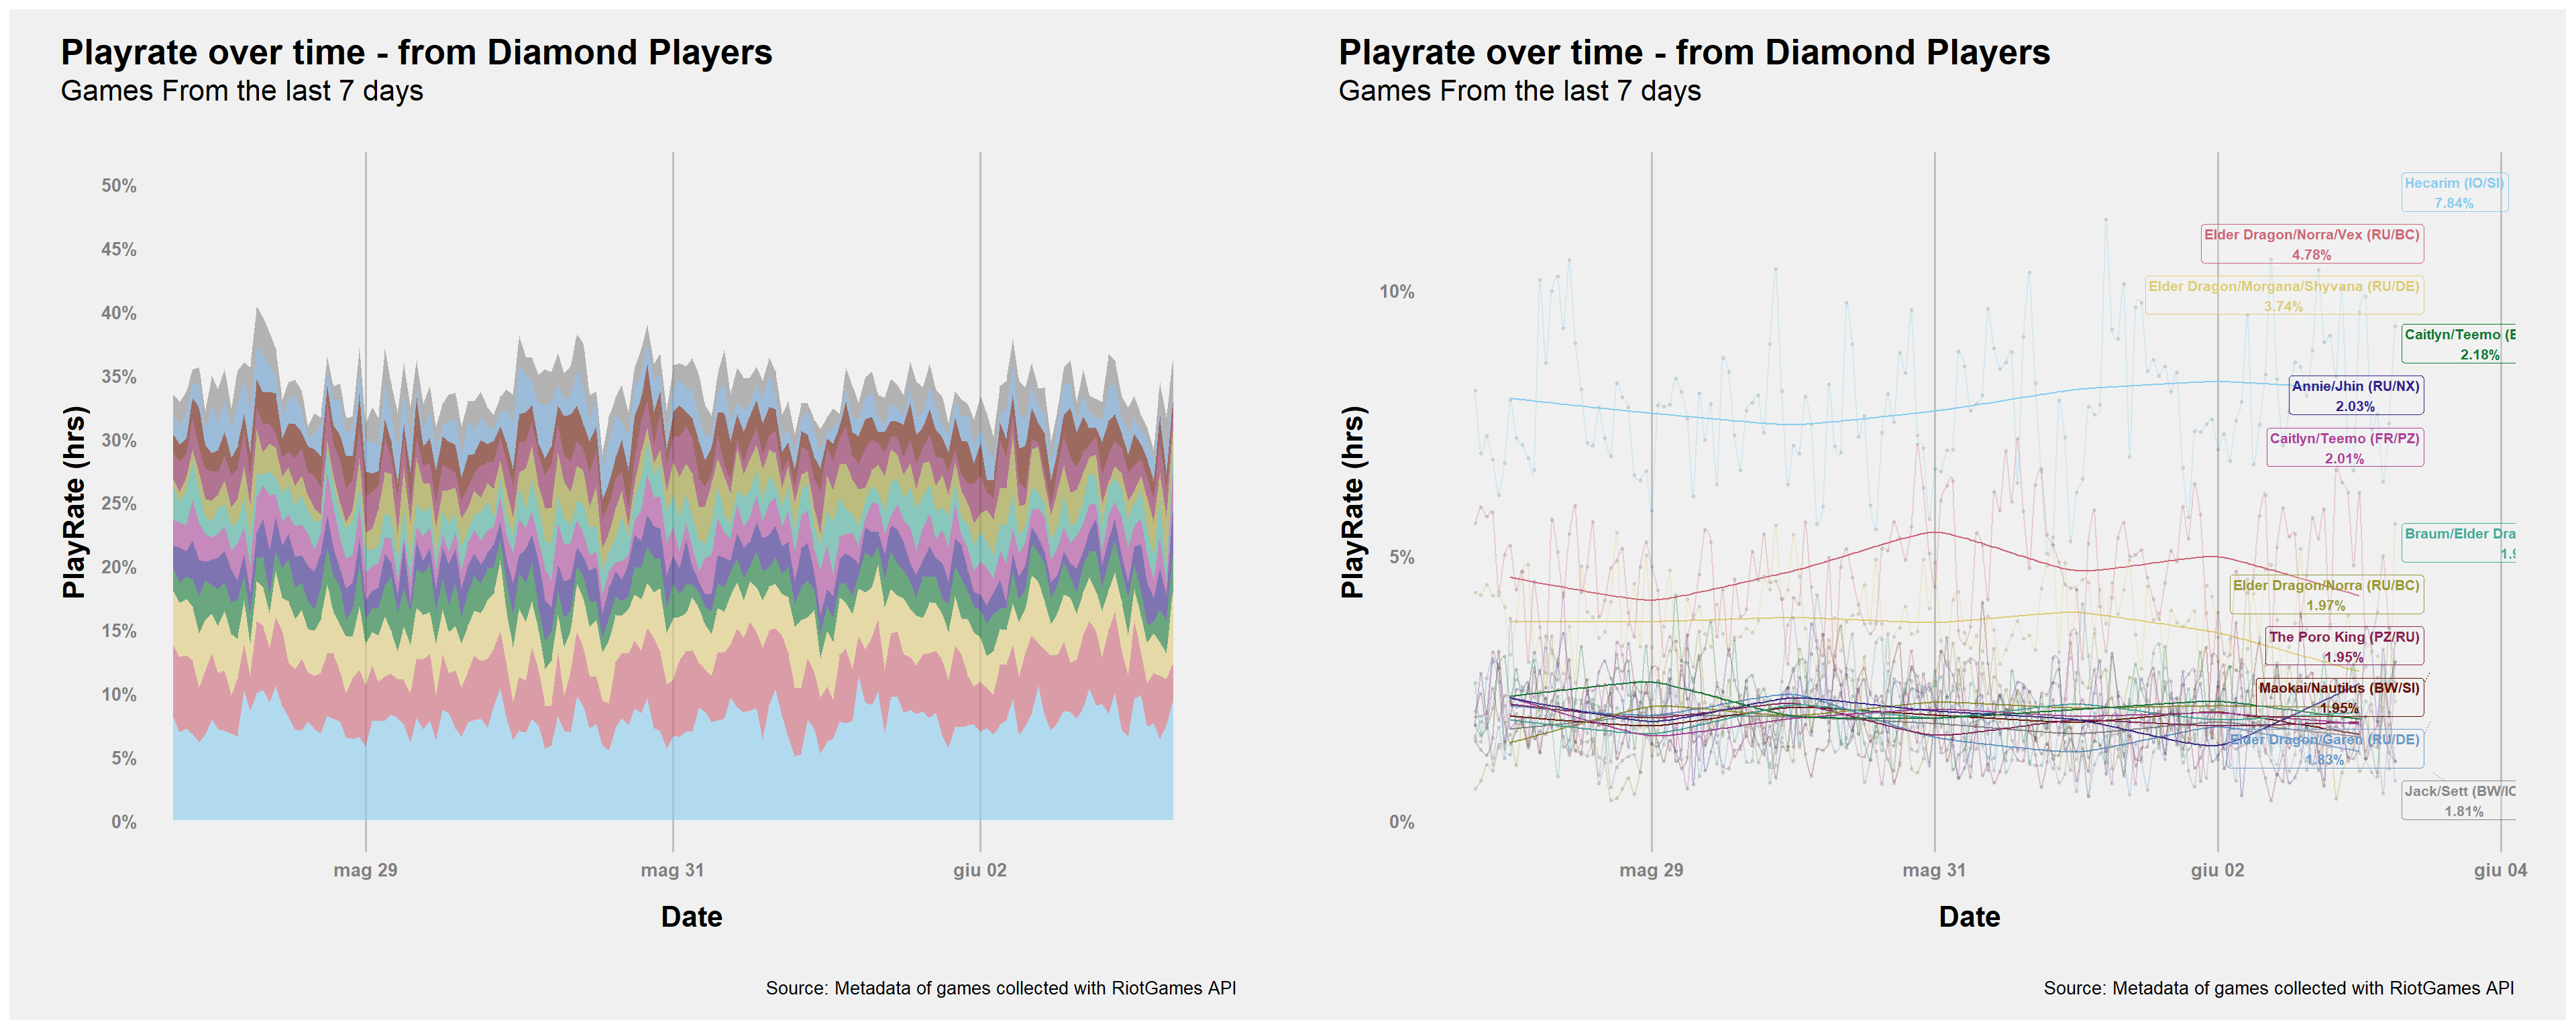 Playrate over time - from Diamond Players
Games From the last 7 days
PlayRate (hrs)
50%
45%
40%
35%
30%
25%
20%
15%
10%
5%
0%
mag 29
mag 31
giu 02
Date
Source: Metadata of games collected with RiotGames API
Playrate over time - from Diamond Players
Games From the last 7 days
PlayRate (hrs)
10%
5%
0%
Hecarim (IO/SI)
7.84%
Elder Dragon/Norra/Vex (RU/BC)
4.78%
Elder Dragon/Morgana/Shyvana (RU/DE)
3.74%
Caitlyn/Teemo
2.18%
Annie/Jhin (RU/NX)
2.03%
Caitlyn/Teemo (FR/PZ)
2.01%
Braum/Elder
Elder Dragon/Norra (RU/BC)
1.97%
The Poro King (PZ/RU)
1.95%
Maokai/Nautilus (BW/SI)
1.95%
Elder Dragon/Garen (RU/DE)
1.83%
Jack/Sett
1.81%
mag 29
mag 31
giu 02
giu 04
Date
Source: Metadata of games collected with RiotGames API